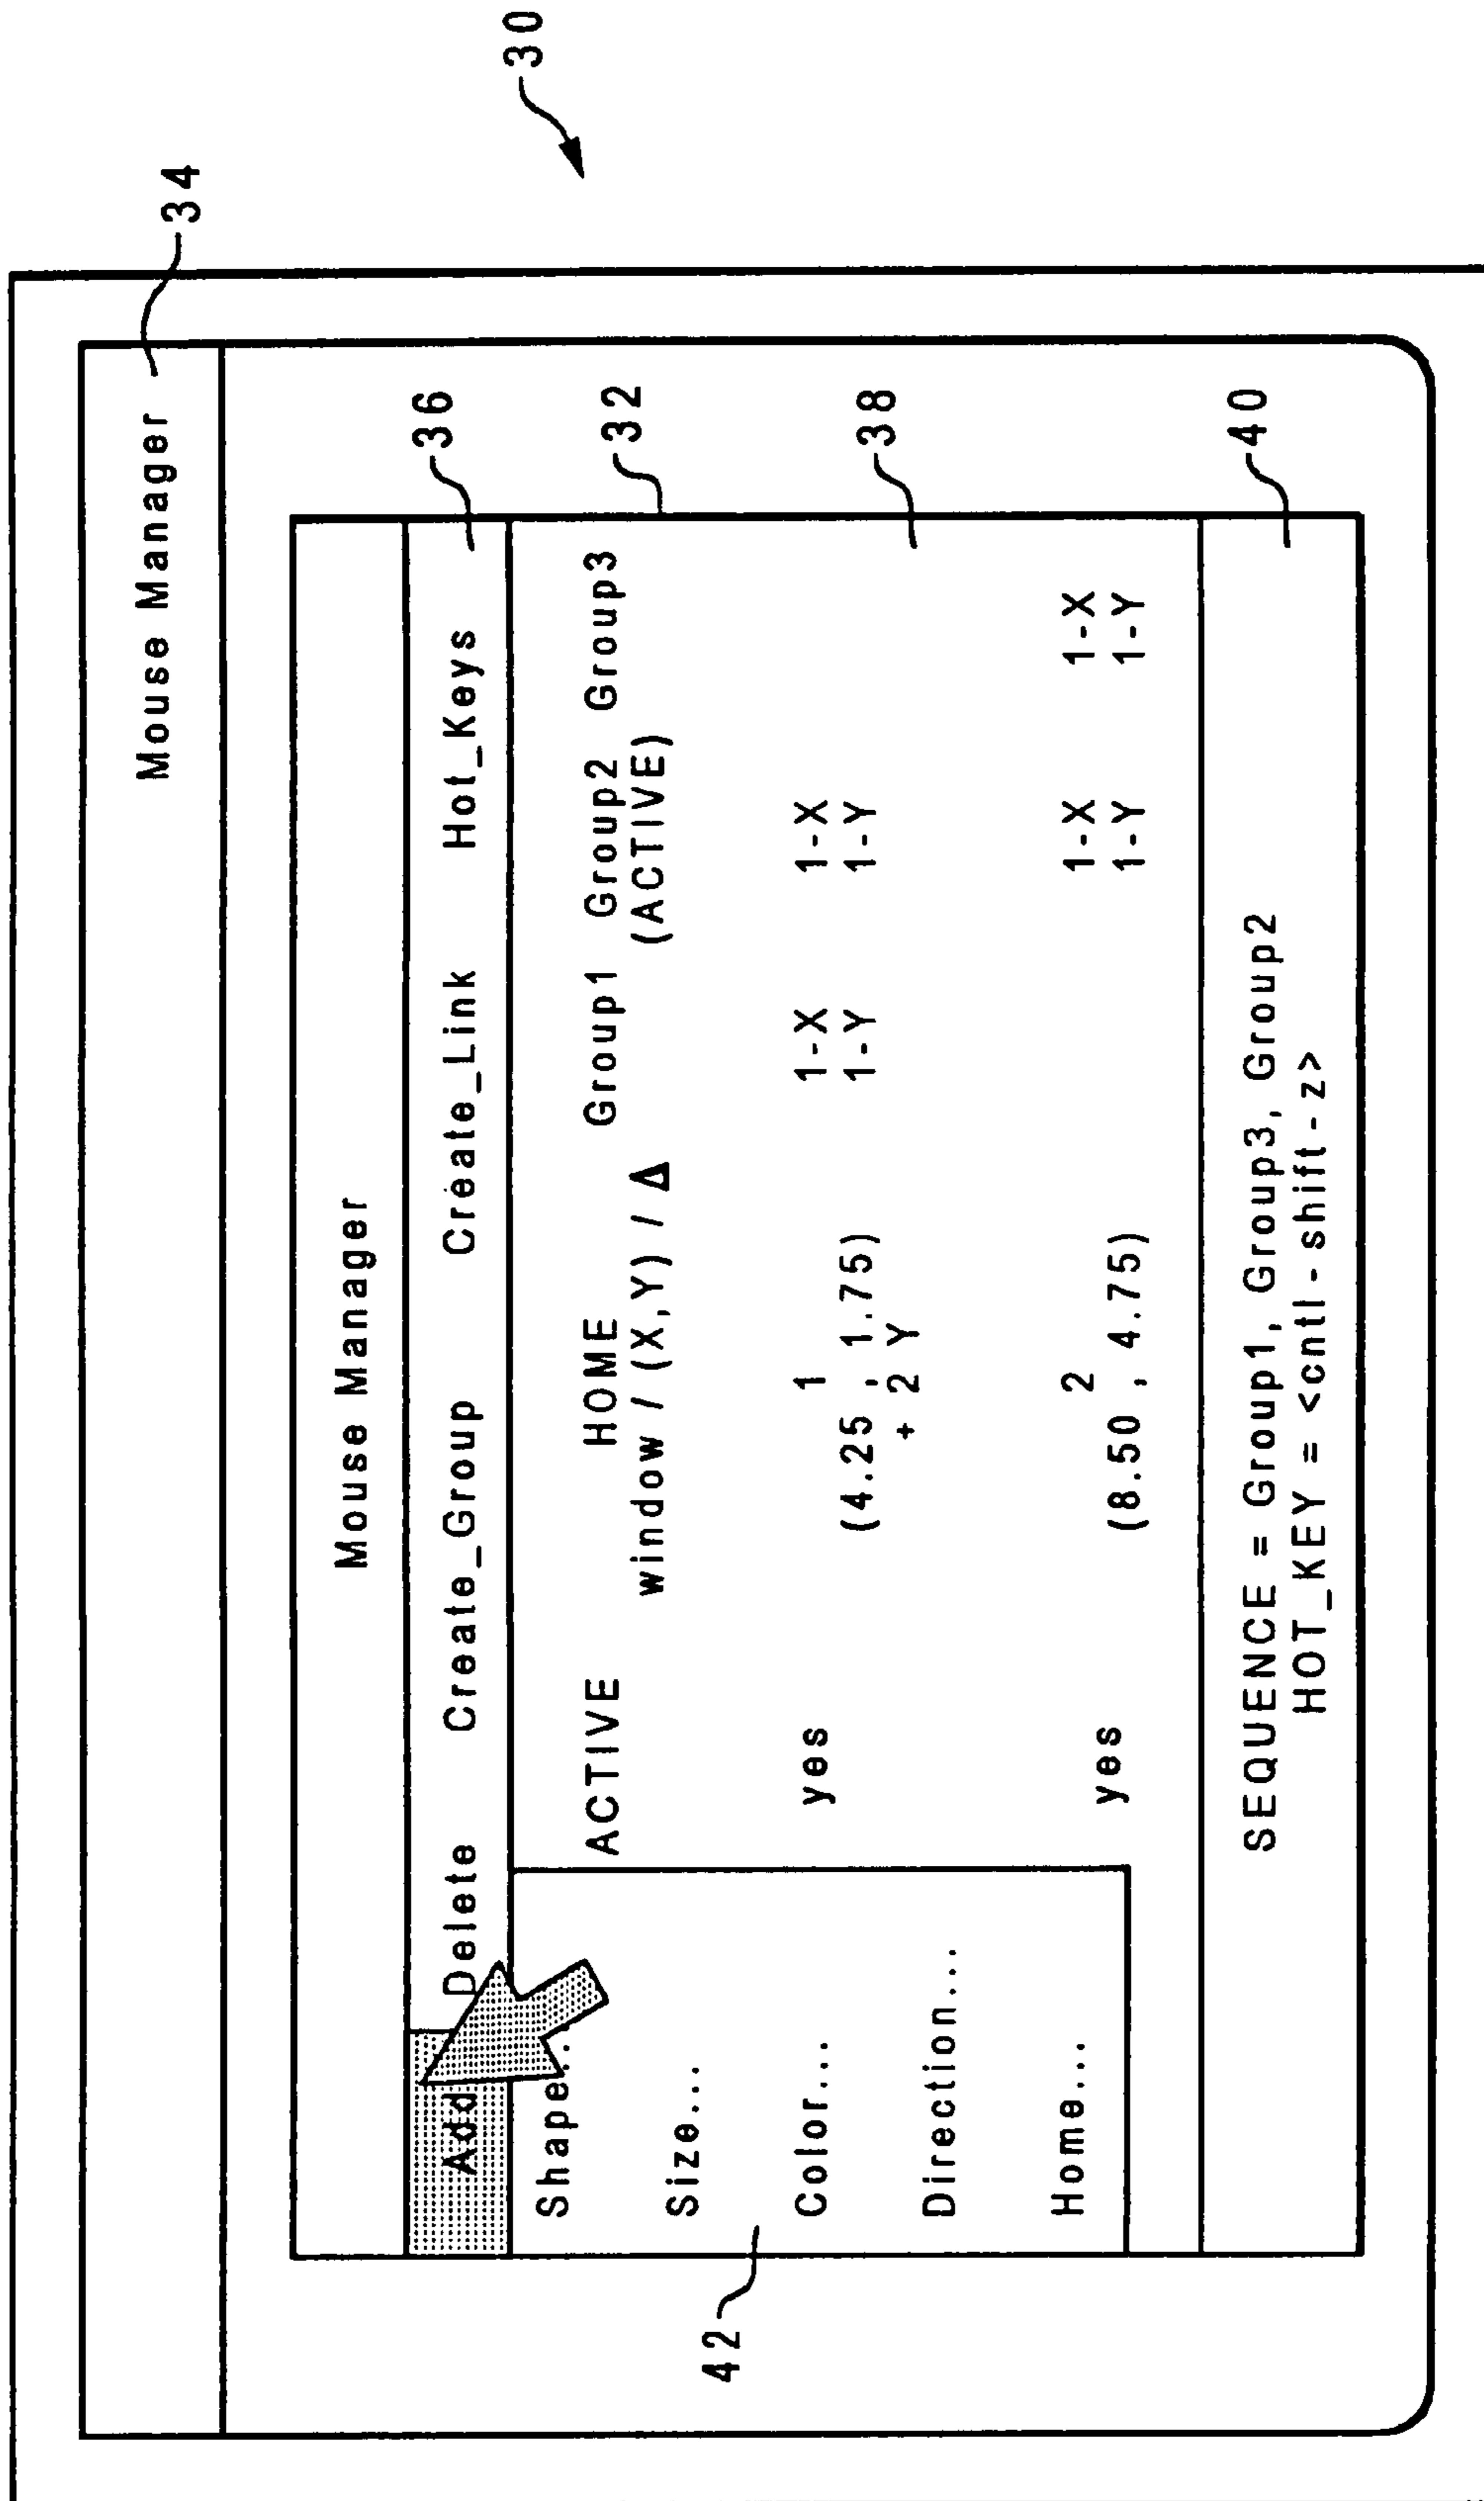 30
Mouse Manager
34
Mouse Manager
Add Delete Create_Group Create_Link Hot_Keys
36
Shape...
Size...
Color...
Direction...
Home...
42
ACTIVE HOME Group1 Group2 Group3
window / (X,Y) / Δ (ACTIVE)
32
yes 1 1-X 1-X
(4.25 , 1.75) 1-Y 1-Y
+ 2 Y
38
yes 2 1-X 1-X
(8.50 , 4.75) 1-Y 1-Y
SEQUENCE = Group1, Group3, Group2
HOT_KEY = <cntl-shift-z>
40